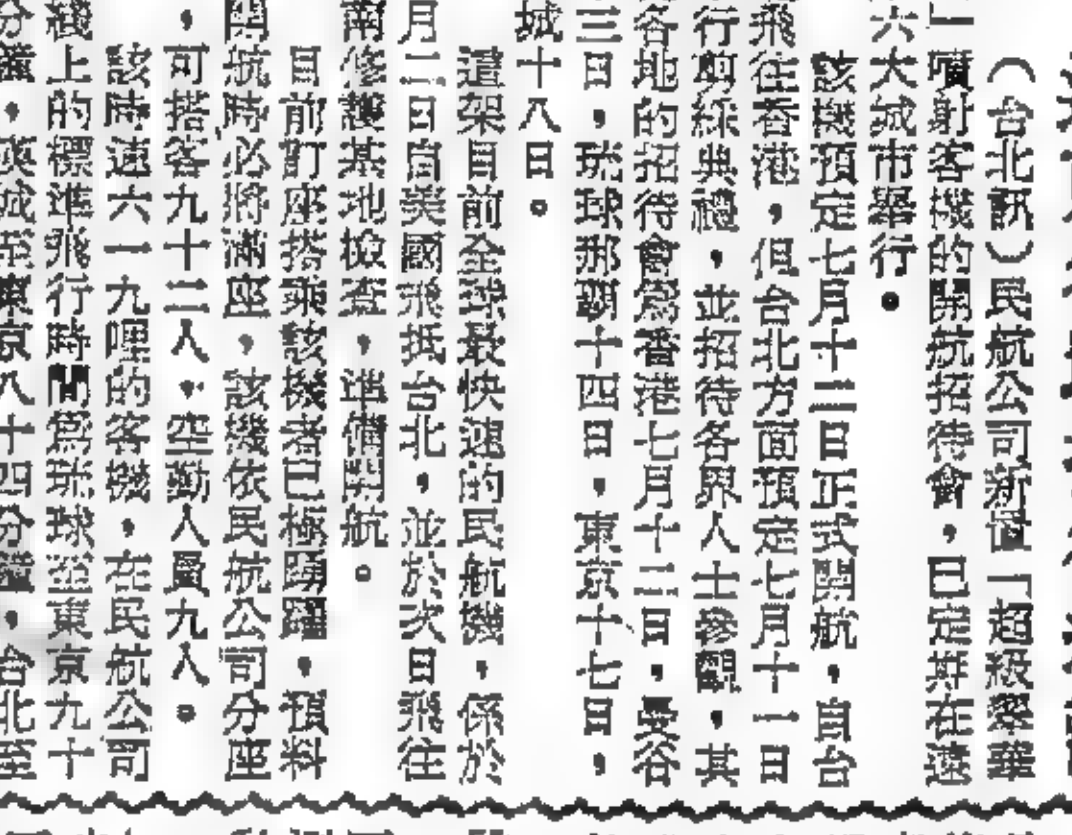 （台北訊）民航公司新置「超級翠華
」噴射客機的開航招待會，已定期在遠
六大城市舉行。
該機預定七月十二日正式開航，自台
飛往香港，但台北方面預定七月十一日
行剪綵典禮，並招待各界人士參觀，其
各地的招待會爲香港七月十二日，曼谷
三日，琉球那覇十四日，東京十七日，
城十八日。
這架目前全球最快速的民航機，係於
月二日自美國飛抵台北，並於次日飛往
南修護基地檢查，準備開航。
目前訂座搭乘該機者已極踴躍，預料
開航時必將滿座，該機依民航公司分座
，可搭客九十二人，空勤人員九人。
該時速六一九哩的客機，在民航公司
綫上的標準飛行時間爲琉球至東京九十
分鐘，漢城至東京八十四分鐘，台北至